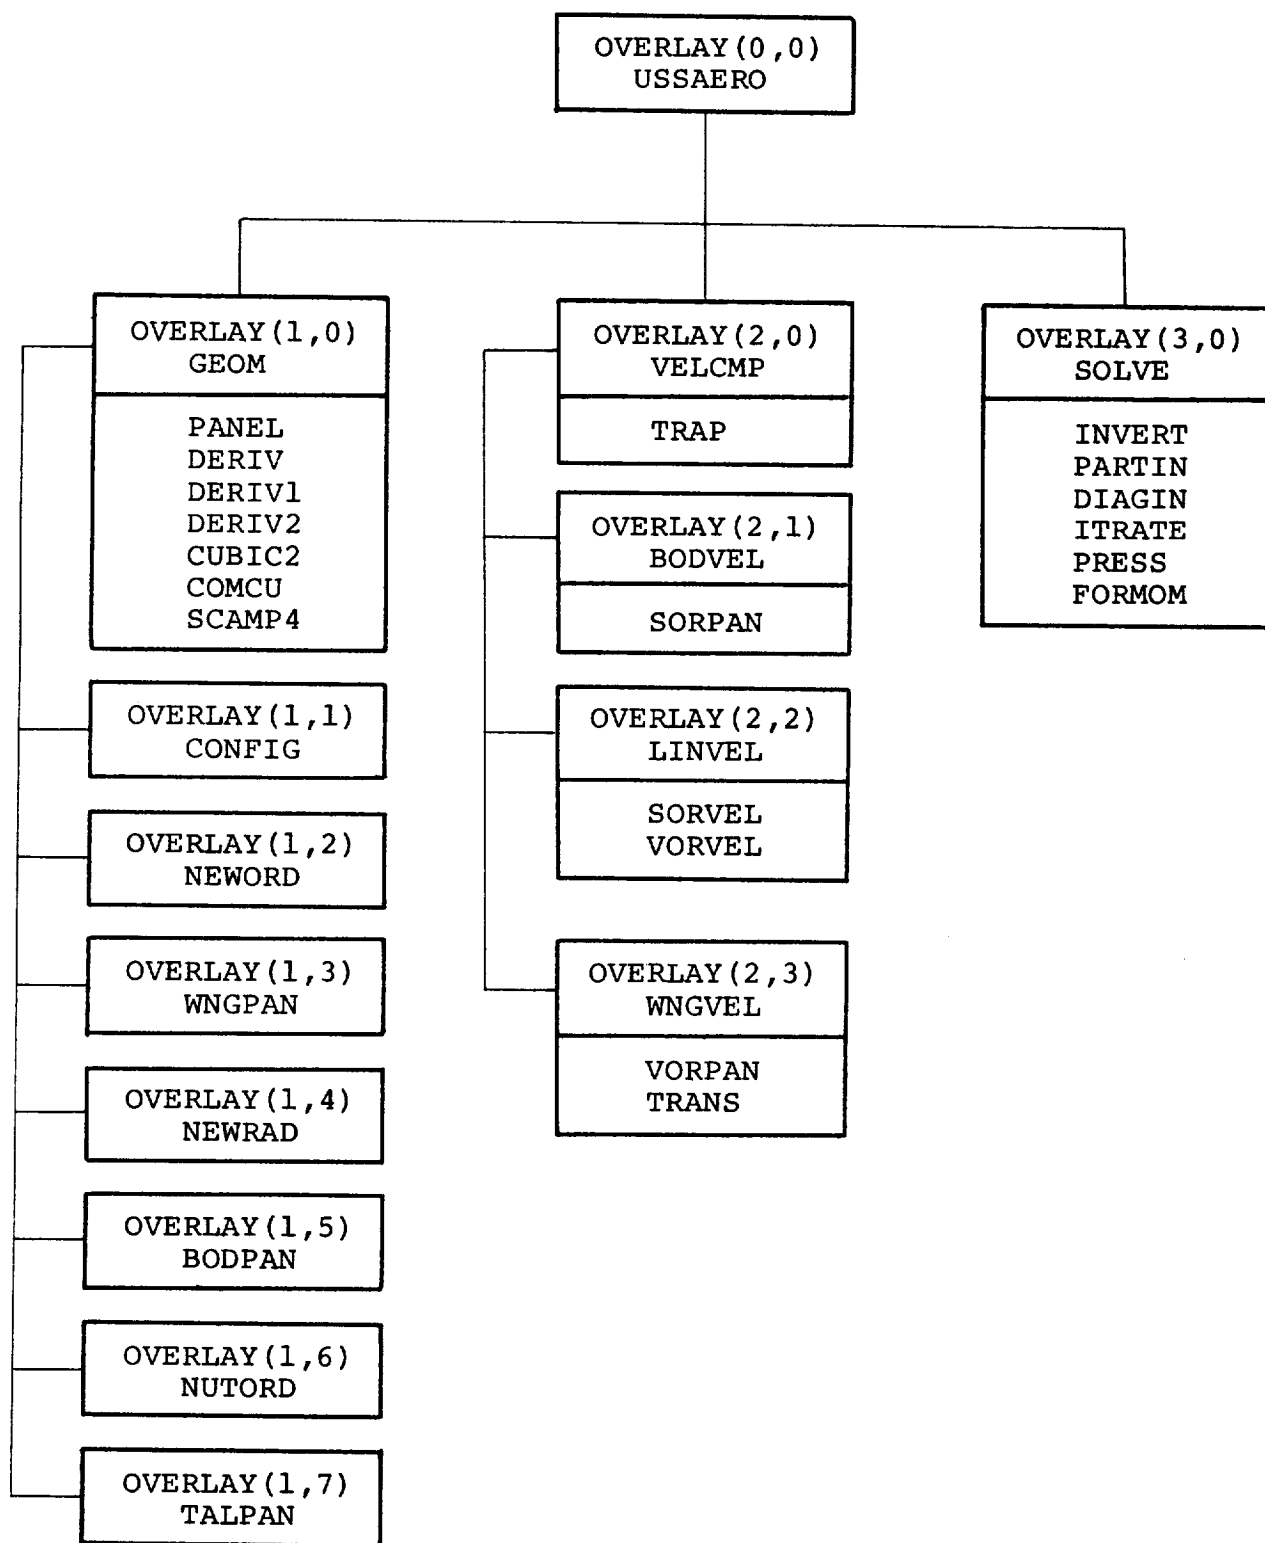 OVERLAY(0,0)
USSAERO
OVERLAY(1,0)
GEOM
PANEL
DERIV
DERIV1
DERIV2
CUBIC2
COMCU
SCAMP4
OVERLAY(1,1)
CONFIG
OVERLAY(1,2)
NEWORD
OVERLAY(1,3)
WNGPAN
OVERLAY(1,4)
NEWRAD
OVERLAY(1,5)
BODPAN
OVERLAY(1,6)
NUTORD
OVERLAY(1,7)
TALPAN
OVERLAY(2,0)
VELCMP
TRAP
OVERLAY(2,1)
BODVEL
SORPAN
OVERLAY(2,2)
LINVEL
SORVEL
VORVEL
OVERLAY(2,3)
WNGVEL
VORPAN
TRANS
OVERLAY(3,0)
SOLVE
INVERT
PARTIN
DIAGIN
ITRATE
PRESS
FORMOM